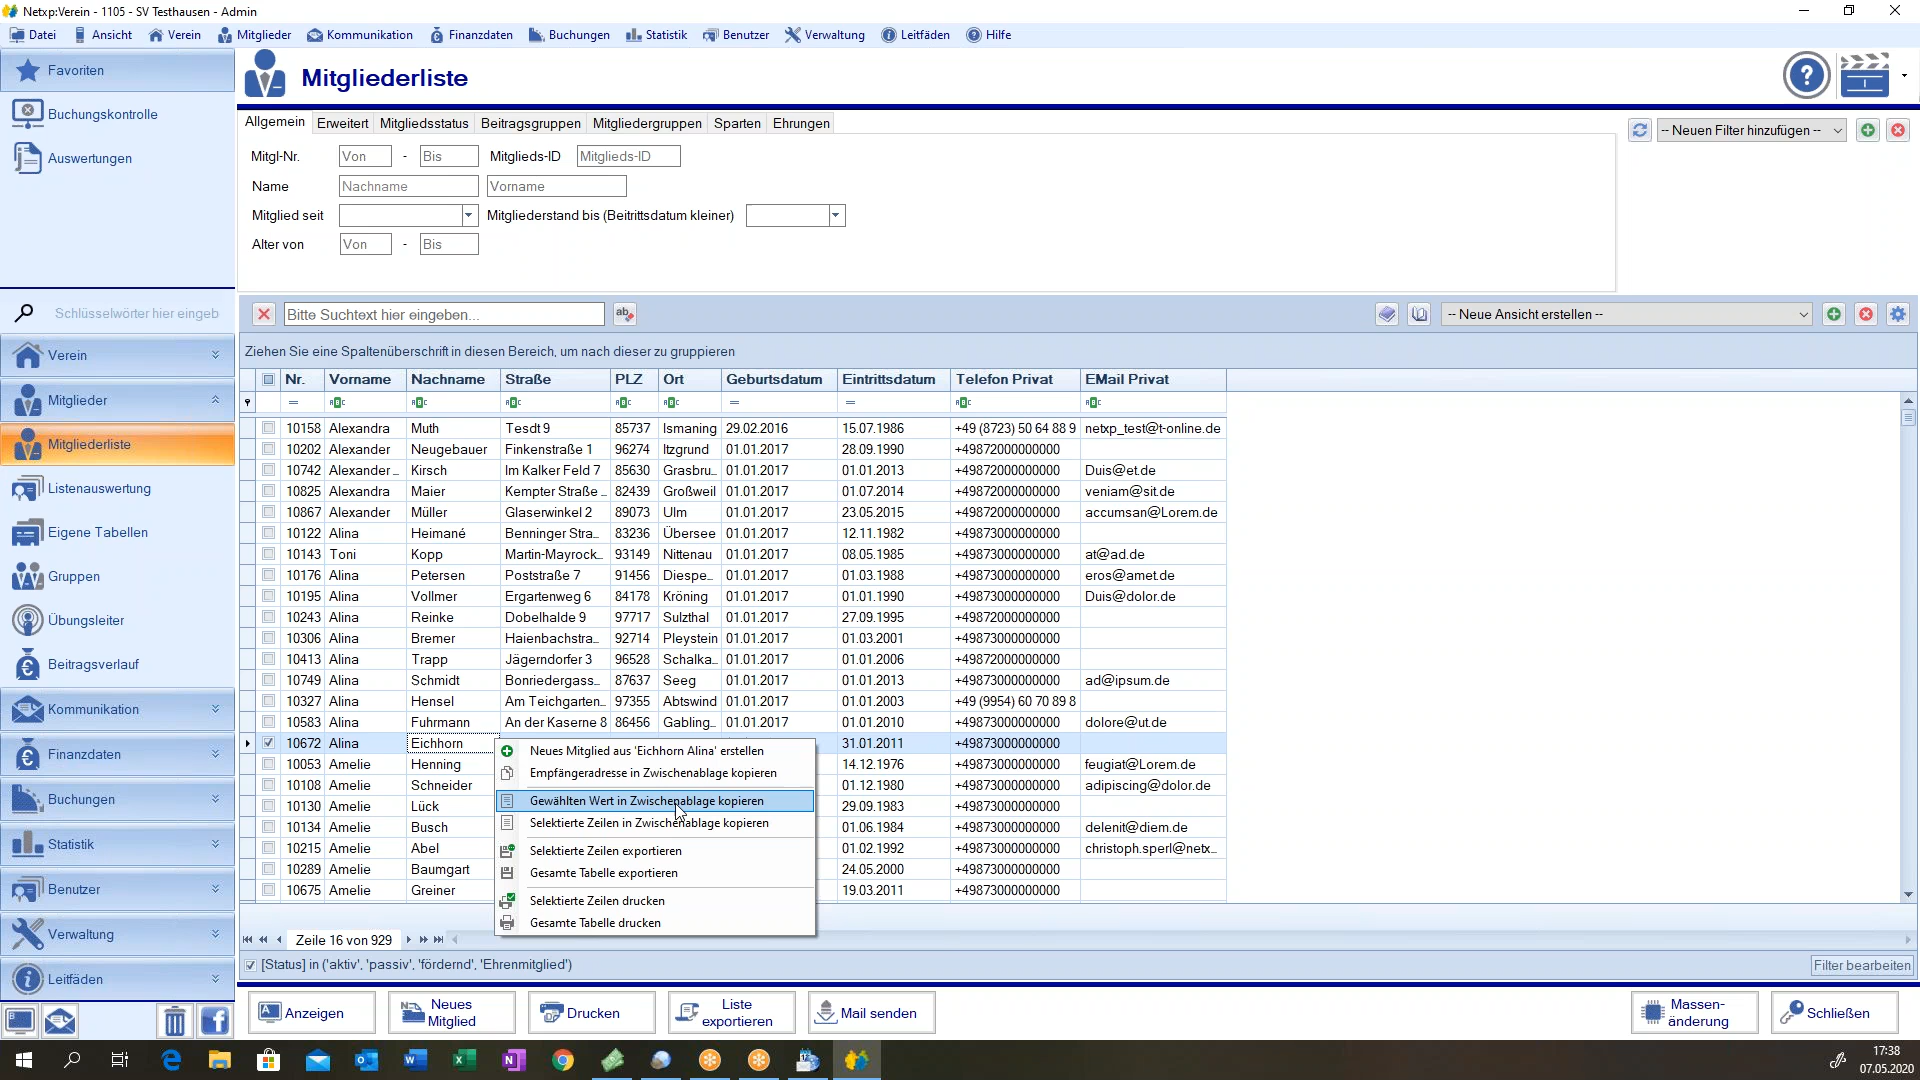 Netxp:Verein - 1105 - SV Testhausen - Admin
Datei Ansicht Verein Mitglieder Kommunikation Finanzdaten Buchungen Statistik Benutzer Verwaltung Leitfäden Hilfe
Favoriten
Buchungskontrolle
Auswertungen
Schlüsselwörter hier eingeb
Verein
Mitglieder
Mitgliederliste
Listenauswertung
Eigene Tabellen
Gruppen
Übungsleiter
Beitragsverlauf
Kommunikation
Finanzdaten
Buchungen
Statistik
Benutzer
Verwaltung
Leitfäden
Mitgliederliste
Allgemein Erweitert Mitgliedsstatus Beitragsgruppen Mitgliedergruppen Sparten Ehrungen
-- Neuen Filter hinzufügen --
Mitgl-Nr. Von - Bis Mitglieds-ID Mitglieds-ID
Name Nachname Vorname
Mitglied seit Mitgliederstand bis (Beitrittsdatum kleiner)
Alter von Von - Bis
Bitte Suchtext hier eingeben... -- Neue Ansicht erstellen --
Ziehen Sie eine Spaltenüberschrift in diesen Bereich, um nach dieser zu gruppieren
Nr. Vorname Nachname Straße PLZ Ort Geburtsdatum Eintrittsdatum Telefon Privat EMail Privat
10158 Alexandra Muth Tesdt 9 85737 Ismaning 29.02.2016 15.07.1986 +49 (8723) 50 64 88 9 netxp_test@t-online.de
10202 Alexander Neugebauer Finkenstraße 1 96274 Itzgrund 01.01.2017 28.09.1990 +49872000000000
10742 Alexander ... Kirsch Im Kalker Feld 7 85630 Grasbru... 01.01.2017 01.01.2013 +49872000000000 Duis@et.de
10825 Alexandra Maier Kempter Straße ... 82439 Großweil 01.01.2017 01.07.2014 +49872000000000 veniam@sit.de
10867 Alexander Müller Glaserwinkel 2 89073 Ulm 01.01.2017 23.05.2015 +49872000000000 accumsan@Lorem.de
10122 Alina Heimané Benninger Stra... 83236 Übersee 01.01.2017 12.11.1982 +49873000000000
10143 Toni Kopp Martin-Mayrock... 93149 Nittenau 01.01.2017 08.05.1985 +49873000000000 at@ad.de
10176 Alina Petersen Poststraße 7 91456 Diespe... 01.01.2017 01.03.1988 +49873000000000 eros@amet.de
10195 Alina Vollmer Ergartenweg 6 84178 Kröning 01.01.2017 01.01.1990 +49873000000000 Duis@dolor.de
10243 Alina Reinke Dobelhalde 9 97717 Sulzthal 01.01.2017 27.09.1995 +49873000000000
10306 Alina Bremer Haienbachstra... 92714 Pleystein 01.01.2017 01.03.2001 +49873000000000
10413 Alina Trapp Jägerndorfer 3 96528 Schalka... 01.01.2017 01.01.2006 +49872000000000
10749 Alina Schmidt Bonriedergass... 87637 Seeg 01.01.2017 01.01.2013 +49873000000000 ad@ipsum.de
10327 Alina Hensel Am Teichgarten... 97355 Abtswind 01.01.2017 01.01.2003 +49 (9954) 60 70 89 8
10583 Alina Fuhrmann An der Kaserne 8 86456 Gabling... 01.01.2017 01.01.2010 +49873000000000 dolore@ut.de
10672 Alina Eichhorn 31.01.2011 +49873000000000
10053 Amelie Henning 14.12.1976 +49873000000000 feugiat@Lorem.de
10108 Amelie Schneider 01.12.1980 +49873000000000 adipiscing@dolor.de
10130 Amelie Lück 29.09.1983 +49873000000000
10134 Amelie Busch 01.06.1984 +49873000000000 delenit@diem.de
10215 Amelie Abel 01.02.1992 +49873000000000 christoph.sperl@netx...
10289 Amelie Baumgart 24.05.2000 +49873000000000
10675 Amelie Greiner 19.03.2011 +49873000000000
Neues Mitglied aus 'Eichhorn Alina' erstellen
Empfängeradresse in Zwischenablage kopieren
Gewählten Wert in Zwischenablage kopieren
Selektierte Zeilen in Zwischenablage kopieren
Selektierte Zeilen exportieren
Gesamte Tabelle exportieren
Selektierte Zeilen drucken
Gesamte Tabelle drucken
Zeile 16 von 929
[Status] in ('aktiv', 'passiv', 'fördernd', 'Ehrenmitglied') Filter bearbeiten
Anzeigen
Neues
Mitglied
Drucken
Liste
exportieren
Mail senden
Massen-
änderung
Schließen
17:38
07.05.2020